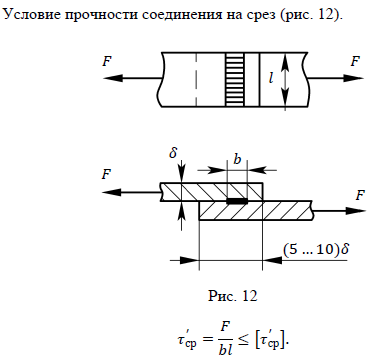 Условие прочности соединения на срез (рис. 12).
F F
l
δ b
F F
(5 … 10)δ
Рис. 12
τ′ср = F/bl ≤ [τ′ср].